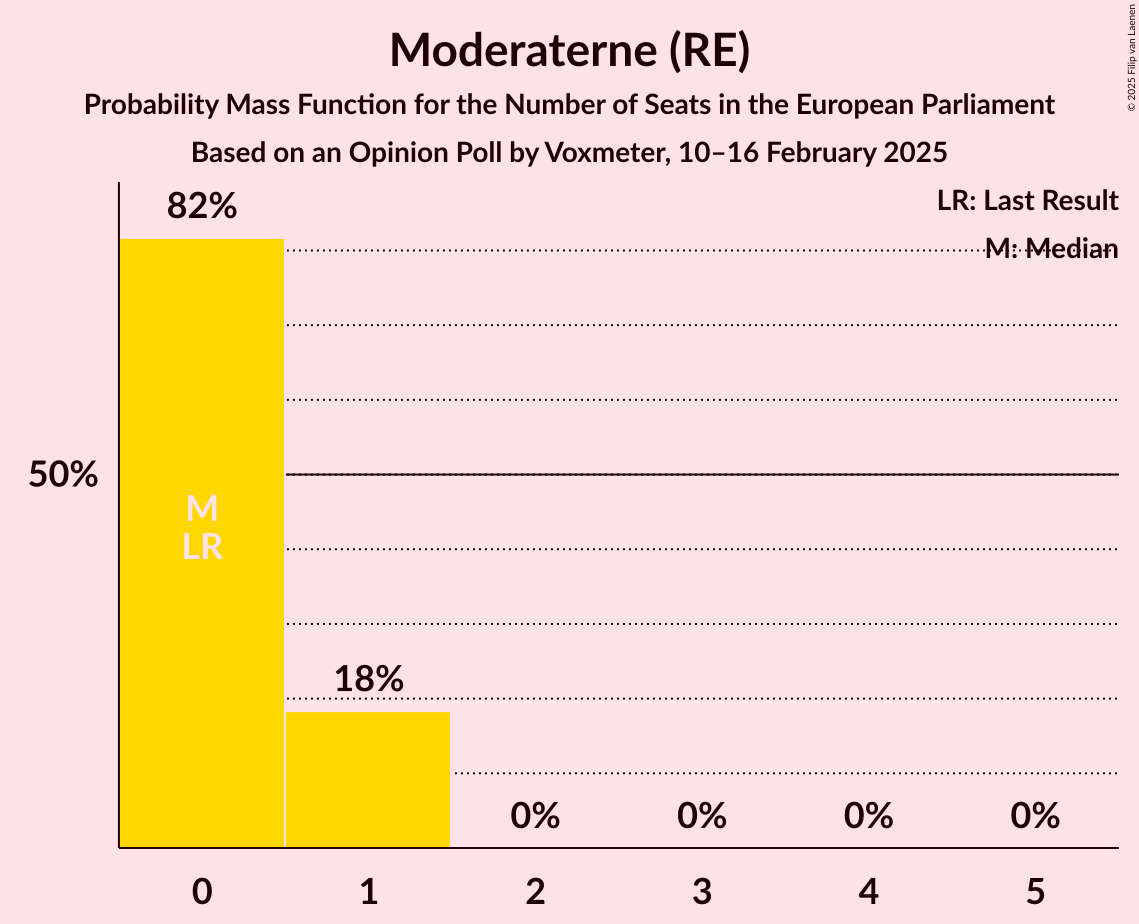 Moderaterne (RE)
Probability Mass Function for the Number of Seats in the European Parliament
Based on an Opinion Poll by Voxmeter, 10–16 February 2025
© 2025 Filip van Laenen
LR: Last Result
M: Median
82%
50%
M
LR
18%
0%
0%
0%
0%
0
1
2
3
4
5